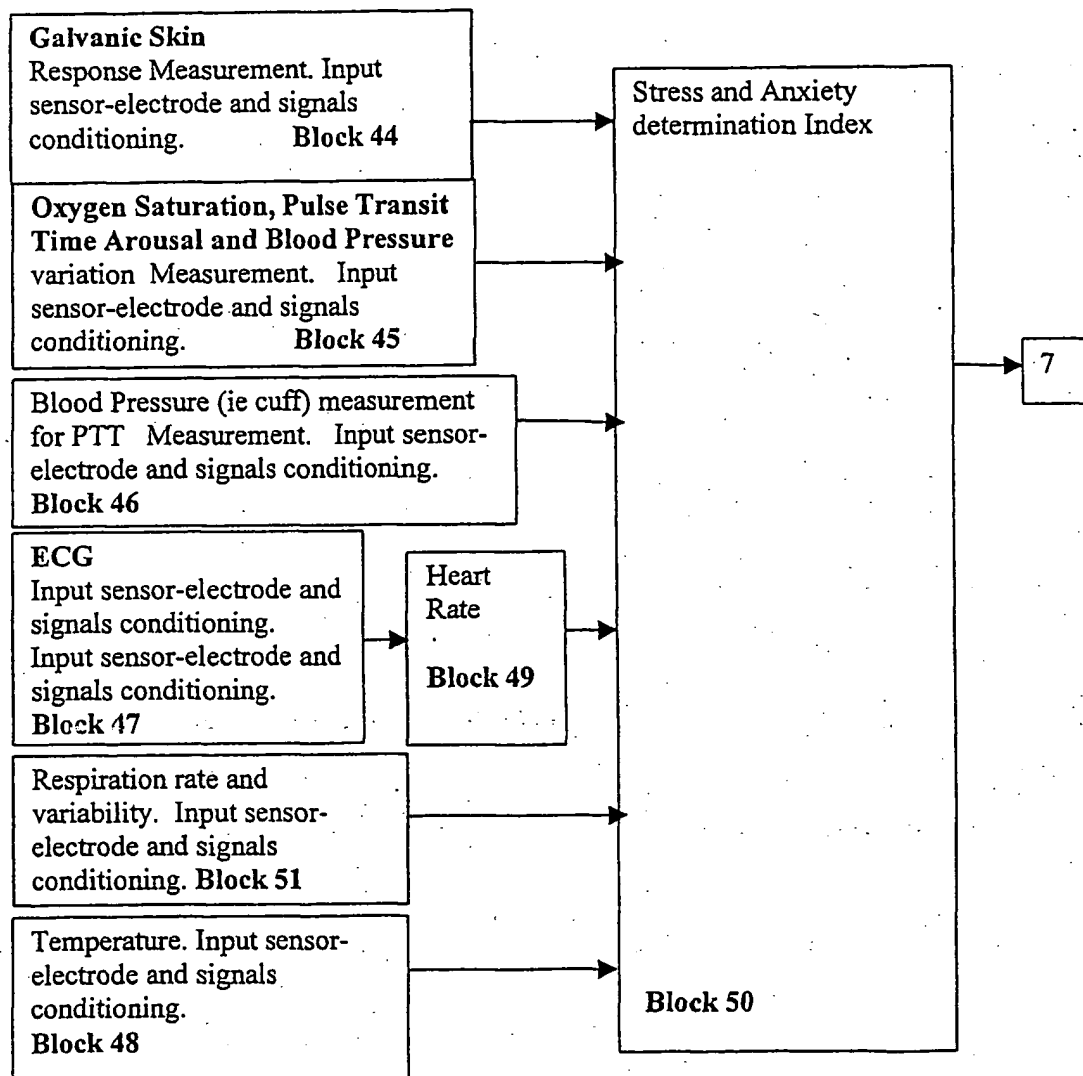 Galvanic Skin
Response Measurement. Input
sensor-electrode and signals
conditioning. Block 44
Oxygen Saturation, Pulse Transit
Time Arousal and Blood Pressure
variation Measurement. Input
sensor-electrode and signals
conditioning. Block 45
Blood Pressure (ie cuff) measurement
for PTT Measurement. Input sensor-
electrode and signals conditioning.
Block 46
ECG
Input sensor-electrode and
signals conditioning.
Input sensor-electrode and
signals conditioning.
Block 47
Heart
Rate
Block 49
Respiration rate and
variability. Input sensor-
electrode and signals
conditioning. Block 51
Temperature. Input sensor-
electrode and signals
conditioning.
Block 48
Stress and Anxiety
determination Index
Block 50
7